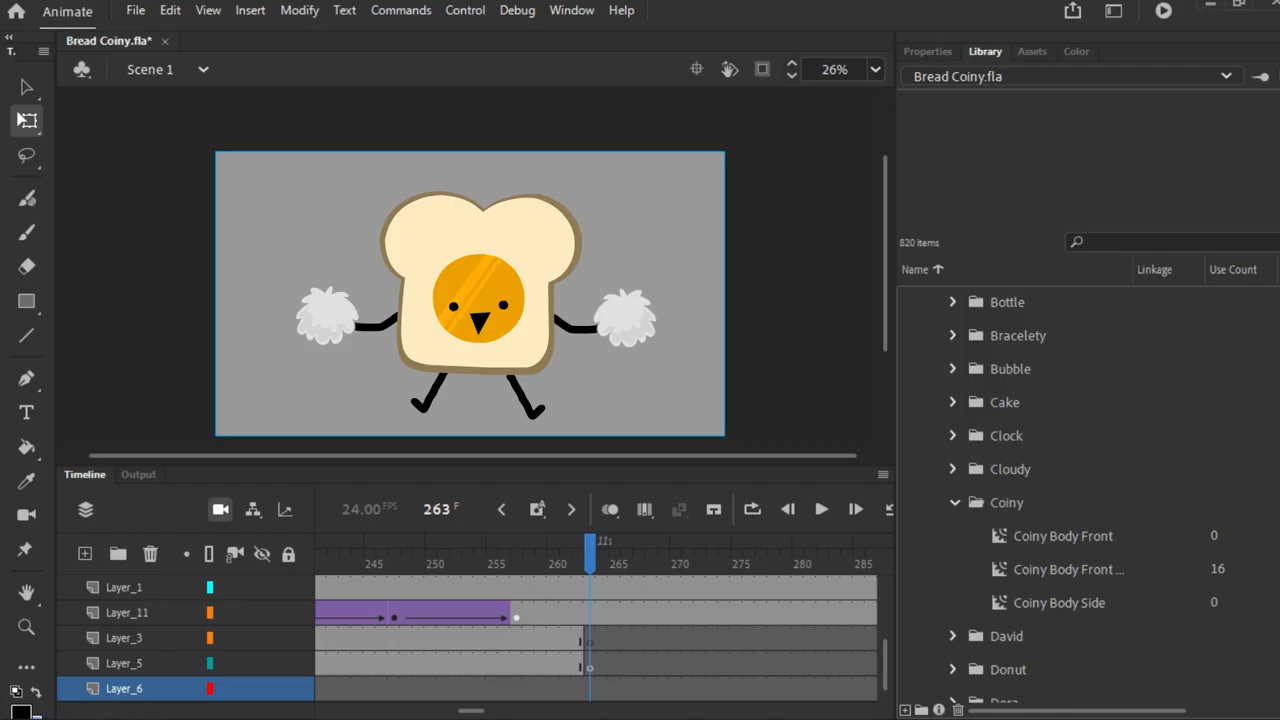 Animate File Edit View Insert Modify Text Commands Control Debug Window Help
Bread Coiny.fla*
T.
Scene 1
26%
Properties Library Assets Color
Bread Coiny.fla
820 items
Name Linkage Use Count
Bottle
Bracelety
Bubble
Cake
Clock
Cloudy
Coiny
Coiny Body Front 0
Coiny Body Front ... 16
Coiny Body Side 0
David
Donut
Timeline Output
24.00 FPS 263 F
11s
245 250 255 260 265 270 275 280 285
Layer_1
Layer_11
Layer_3
Layer_5
Layer_6